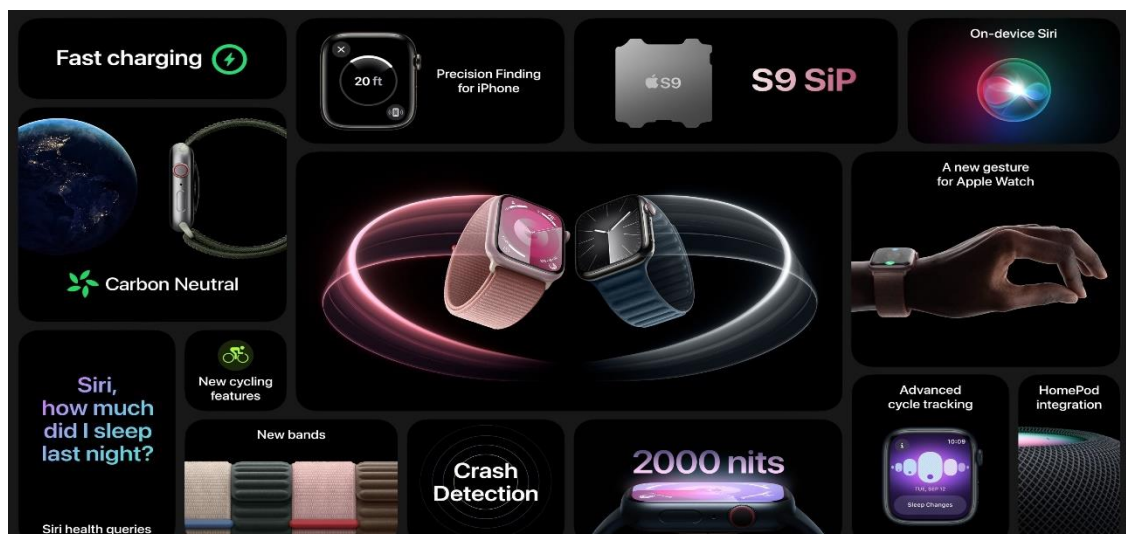 Fast charging
20 ft
Precision Finding
for iPhone
S9
S9 SiP
On-device Siri
Carbon Neutral
A new gesture
for Apple Watch
Siri,
how much
did I sleep
last night?
Siri health queries
New cycling
features
New bands
Crash
Detection
2000 nits
Advanced
cycle tracking
10:09
TUE, SEP 12
Sleep Changes
HomePod
integration